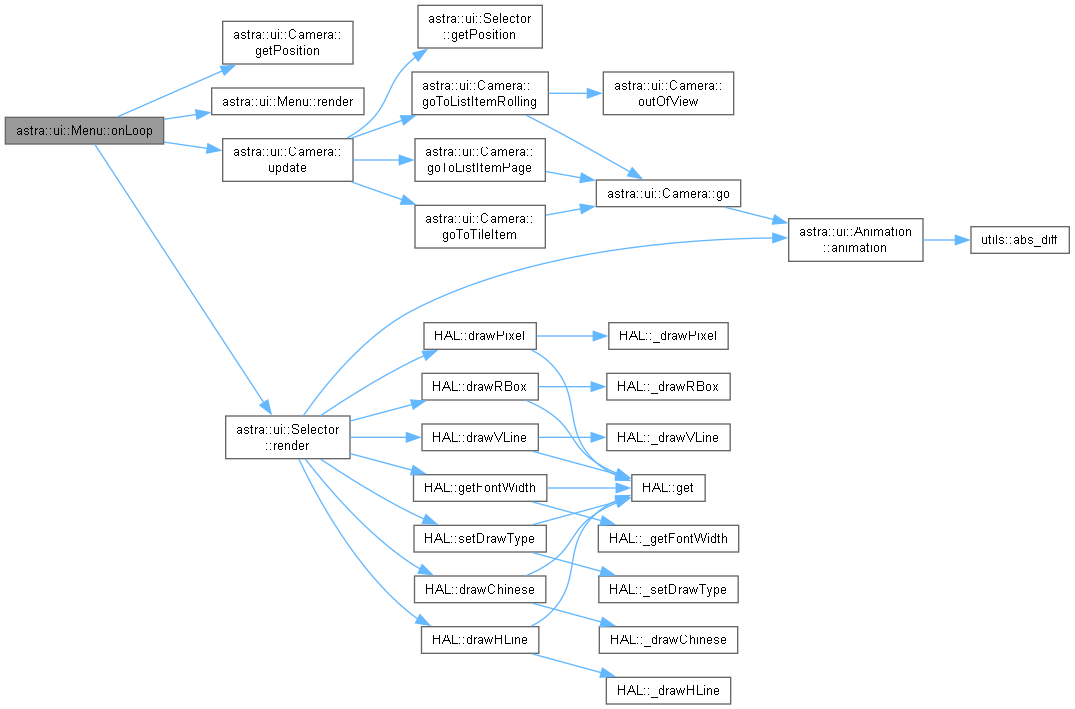 astra::ui::Menu::onLoop
astra::ui::Camera::
getPosition
astra::ui::Menu::render
astra::ui::Camera::
update
astra::ui::Selector
::render
astra::ui::Selector
::getPosition
astra::ui::Camera::
goToListItemRolling
astra::ui::Camera::
goToListItemPage
astra::ui::Camera::
goToTileItem
HAL::drawPixel
HAL::drawRBox
HAL::drawVLine
HAL::getFontWidth
HAL::setDrawType
HAL::drawChinese
HAL::drawHLine
astra::ui::Camera::
outOfView
astra::ui::Camera::go
HAL::_drawPixel
HAL::_drawRBox
HAL::_drawVLine
HAL::get
HAL::_getFontWidth
HAL::_setDrawType
HAL::_drawChinese
HAL::_drawHLine
astra::ui::Animation
::animation
utils::abs_diff